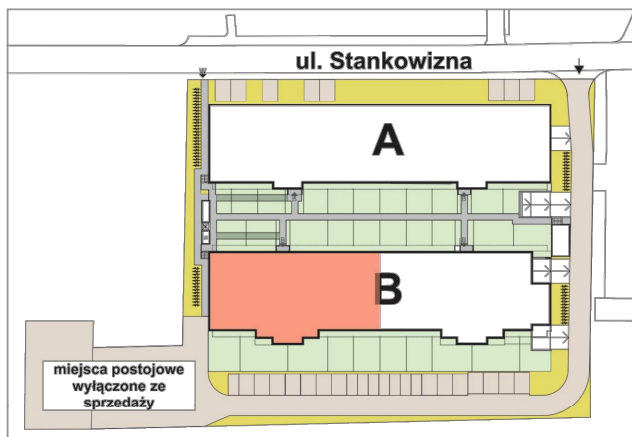 ul. Stankowizna
A
B
miejsca postojowe
wyłączone ze
sprzedaży